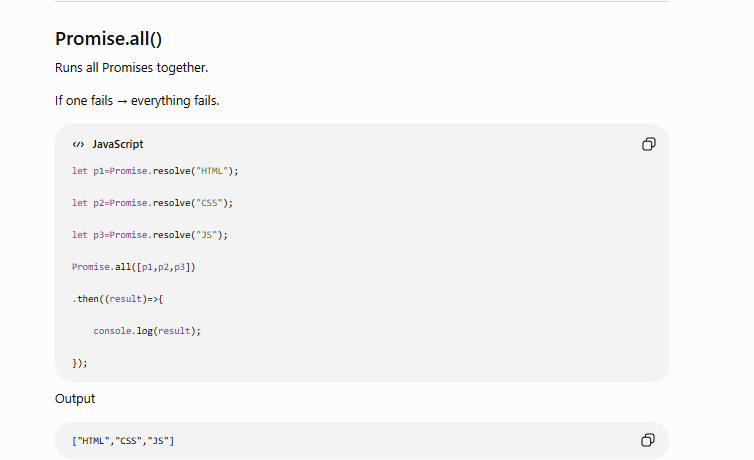 Promise.all()
Runs all Promises together.
If one fails → everything fails.
</> JavaScript
let p1=Promise.resolve("HTML");
let p2=Promise.resolve("CSS");
let p3=Promise.resolve("JS");
Promise.all([p1,p2,p3])
.then((result)=>{
    console.log(result);
});
Output
["HTML","CSS","JS"]